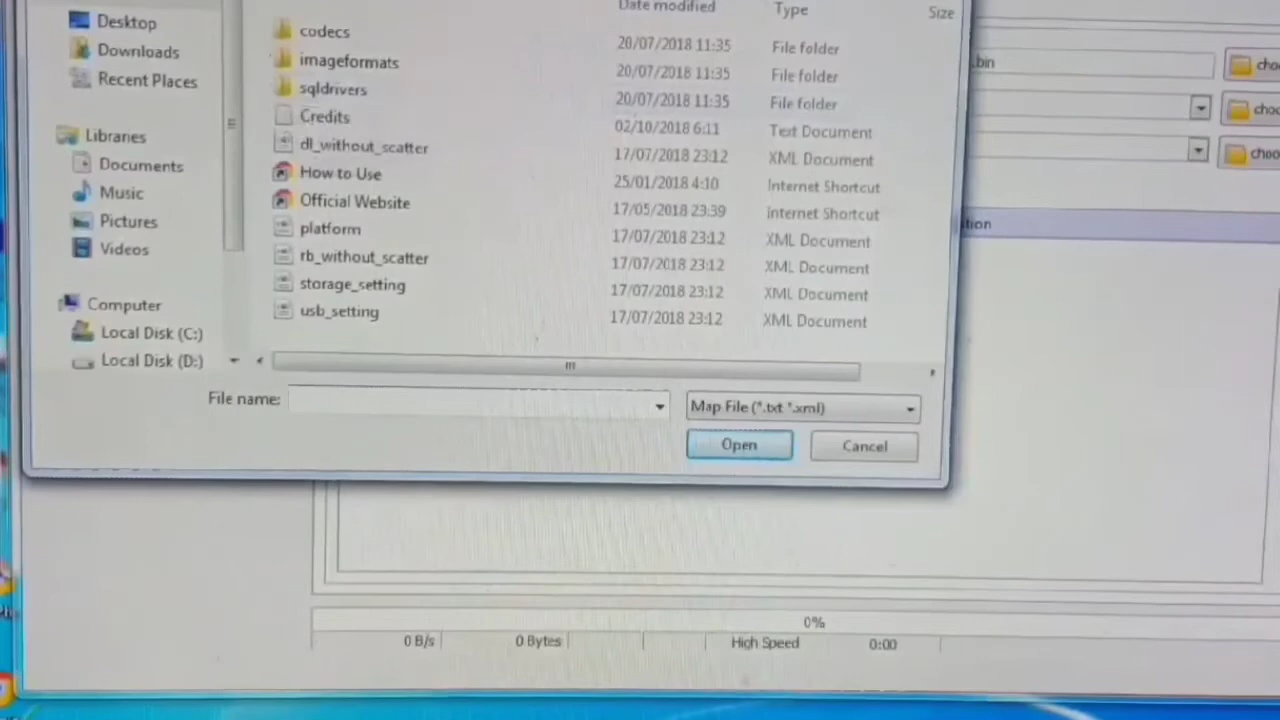 Date modified Type Size
Desktop
Downloads
Recent Places
Libraries
Documents
Music
Pictures
Videos
Computer
Local Disk (C:)
Local Disk (D:)
codecs 20/07/2018 11:35 File folder
imageformats 20/07/2018 11:35 File folder
sqldrivers 20/07/2018 11:35 File folder
Credits 02/10/2018 6:11 Text Document
dl_without_scatter 17/07/2018 23:12 XML Document
How to Use 25/01/2018 4:10 Internet Shortcut
Official Website 17/05/2018 23:39 Internet Shortcut
platform 17/07/2018 23:12 XML Document
rb_without_scatter 17/07/2018 23:12 XML Document
storage_setting 17/07/2018 23:12 XML Document
usb_setting 17/07/2018 23:12 XML Document
File name: Map File (*.txt *.xml)
Open Cancel
.bin choo
choo
choo
tion
0%
0 B/s 0 Bytes High Speed 0:00